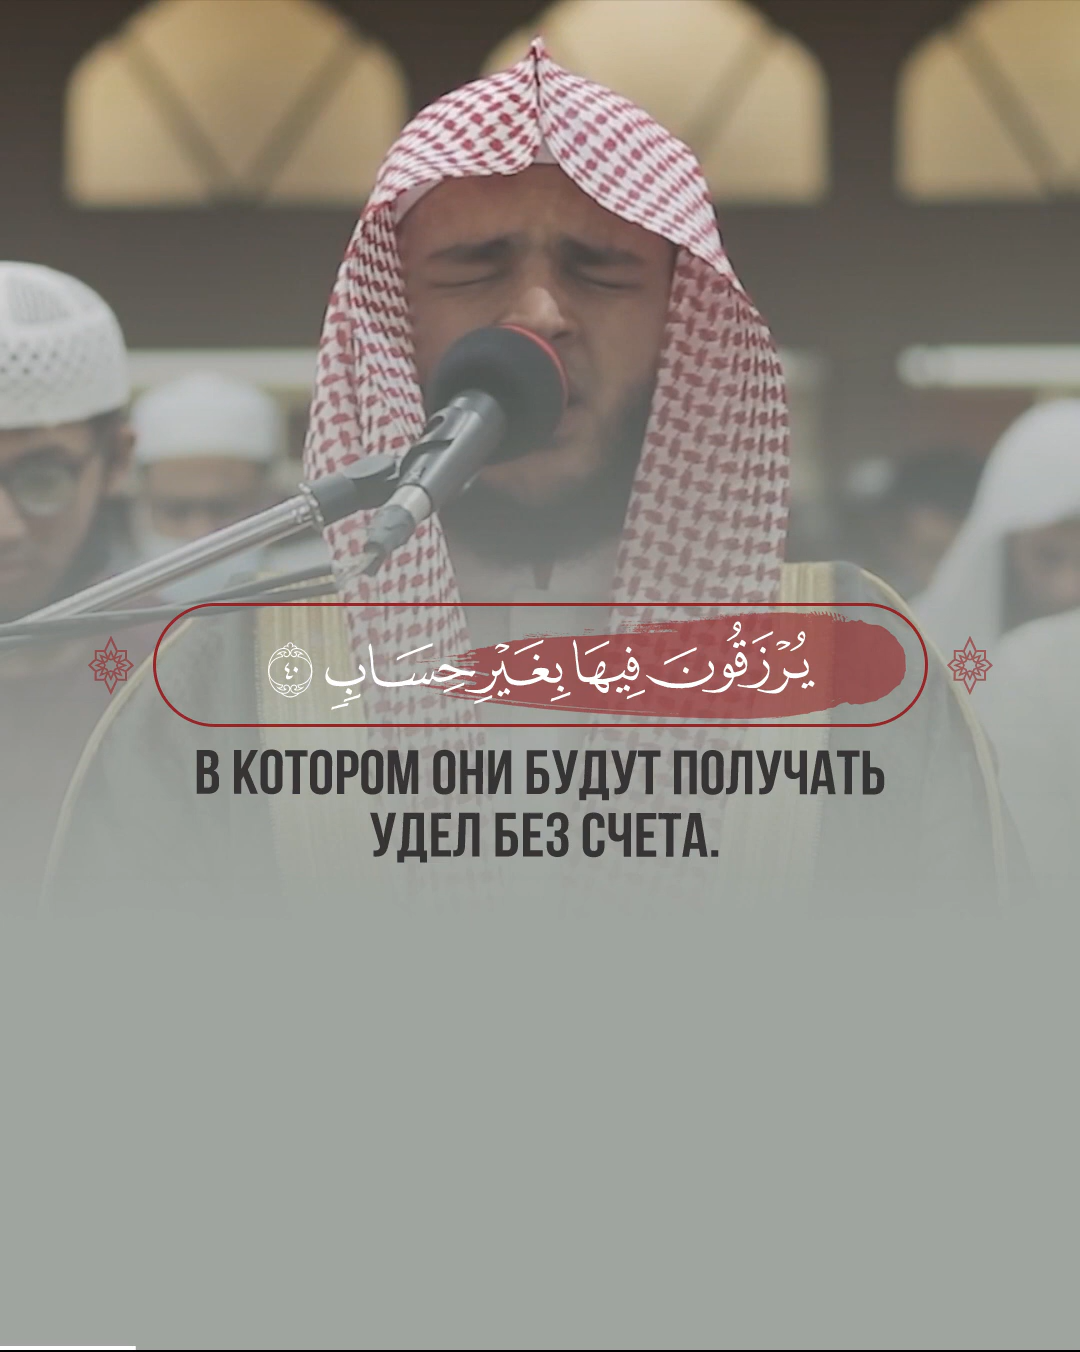 يُرْزَقُونَ فِيهَا بِغَيْرِ حِسَابٍ ٤٠
В КОТОРОМ ОНИ БУДУТ ПОЛУЧАТЬ
УДЕЛ БЕЗ СЧЕТА.